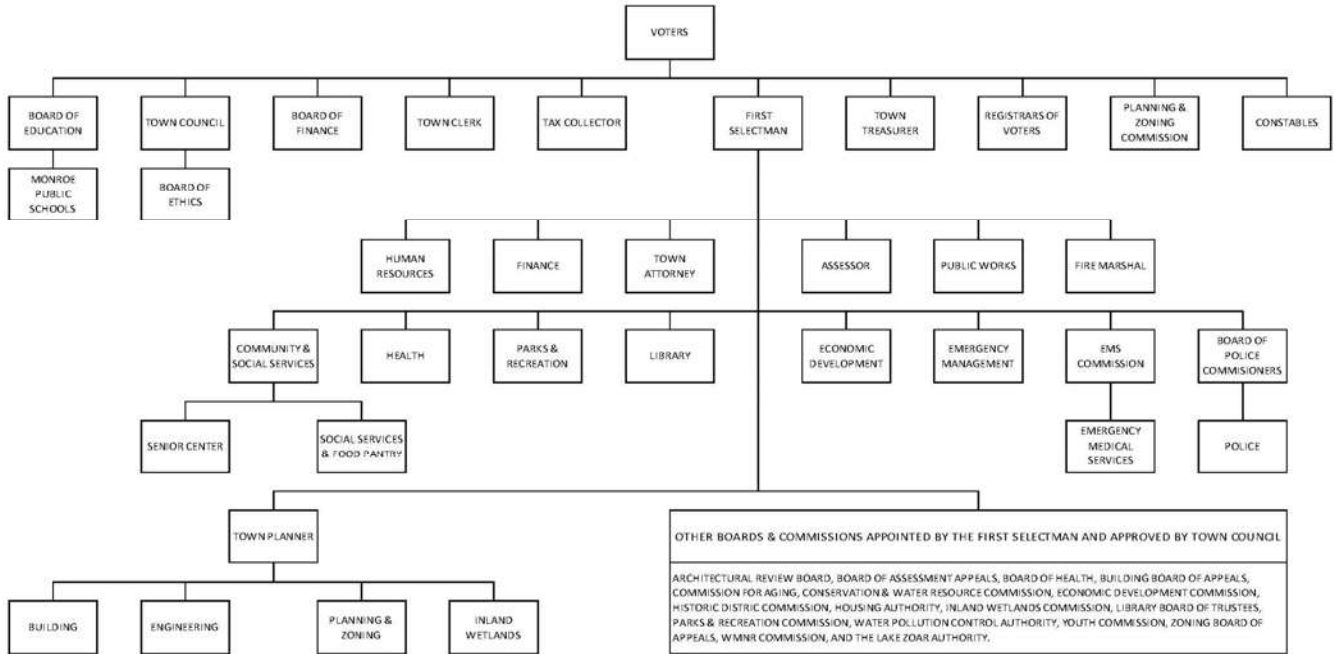 VOTERS
BOARD OF
EDUCATION
TOWN COUNCIL
BOARD OF
FINANCE
TOWN CLERK
TAX COLLECTOR
FIRST
SELECTMAN
TOWN
TREASURER
REGISTRARS OF
VOTERS
PLANNING &
ZONING
COMMISSION
CONSTABLES
MONROE
PUBLIC
SCHOOLS
BOARD OF
ETHICS
HUMAN
RESOURCES
FINANCE
TOWN
ATTORNEY
ASSESSOR
PUBLIC WORKS
FIRE MARSHAL
COMMUNITY &
SOCIAL SERVICES
HEALTH
PARKS &
RECREATION
LIBRARY
ECONOMIC
DEVELOPMENT
EMERGENCY
MANAGEMENT
EMS
COMMISSION
BOARD OF
POLICE
COMMISIONERS
SENIOR CENTER
SOCIAL SERVICES
& FOOD PANTRY
EMERGENCY
MEDICAL
SERVICES
POLICE
TOWN PLANNER
BUILDING
ENGINEERING
PLANNING &
ZONING
INLAND
WETLANDS
OTHER BOARDS & COMMISSIONS APPOINTED BY THE FIRST SELECTMAN AND APPROVED BY TOWN COUNCIL
ARCHITECTURAL REVIEW BOARD, BOARD OF ASSESSMENT APPEALS, BOARD OF HEALTH, BUILDING BOARD OF APPEALS,
COMMISSION FOR AGING, CONSERVATION & WATER RESOURCE COMMISSION, ECONOMIC DEVELOPMENT COMMISSION,
HISTORIC DISTRIC COMMISSION, HOUSING AUTHORITY, INLAND WETLANDS COMMISSION, LIBRARY BOARD OF TRUSTEES,
PARKS & RECREATION COMMISSION, WATER POLLUTION CONTROL AUTHORITY, YOUTH COMMISSION, ZONING BOARD OF
APPEALS, WMNR COMMISSION, AND THE LAKE ZOAR AUTHORITY.